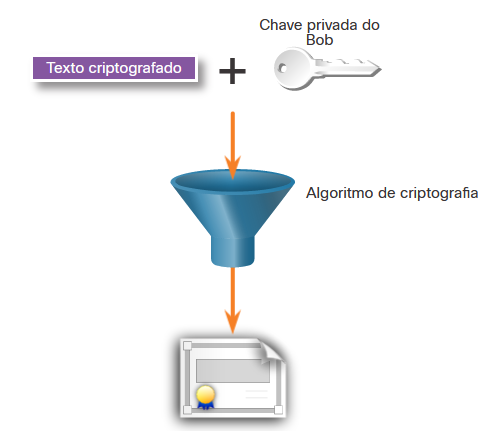 Chave privada do
Bob
Texto criptografado
+
Algoritmo de criptografia